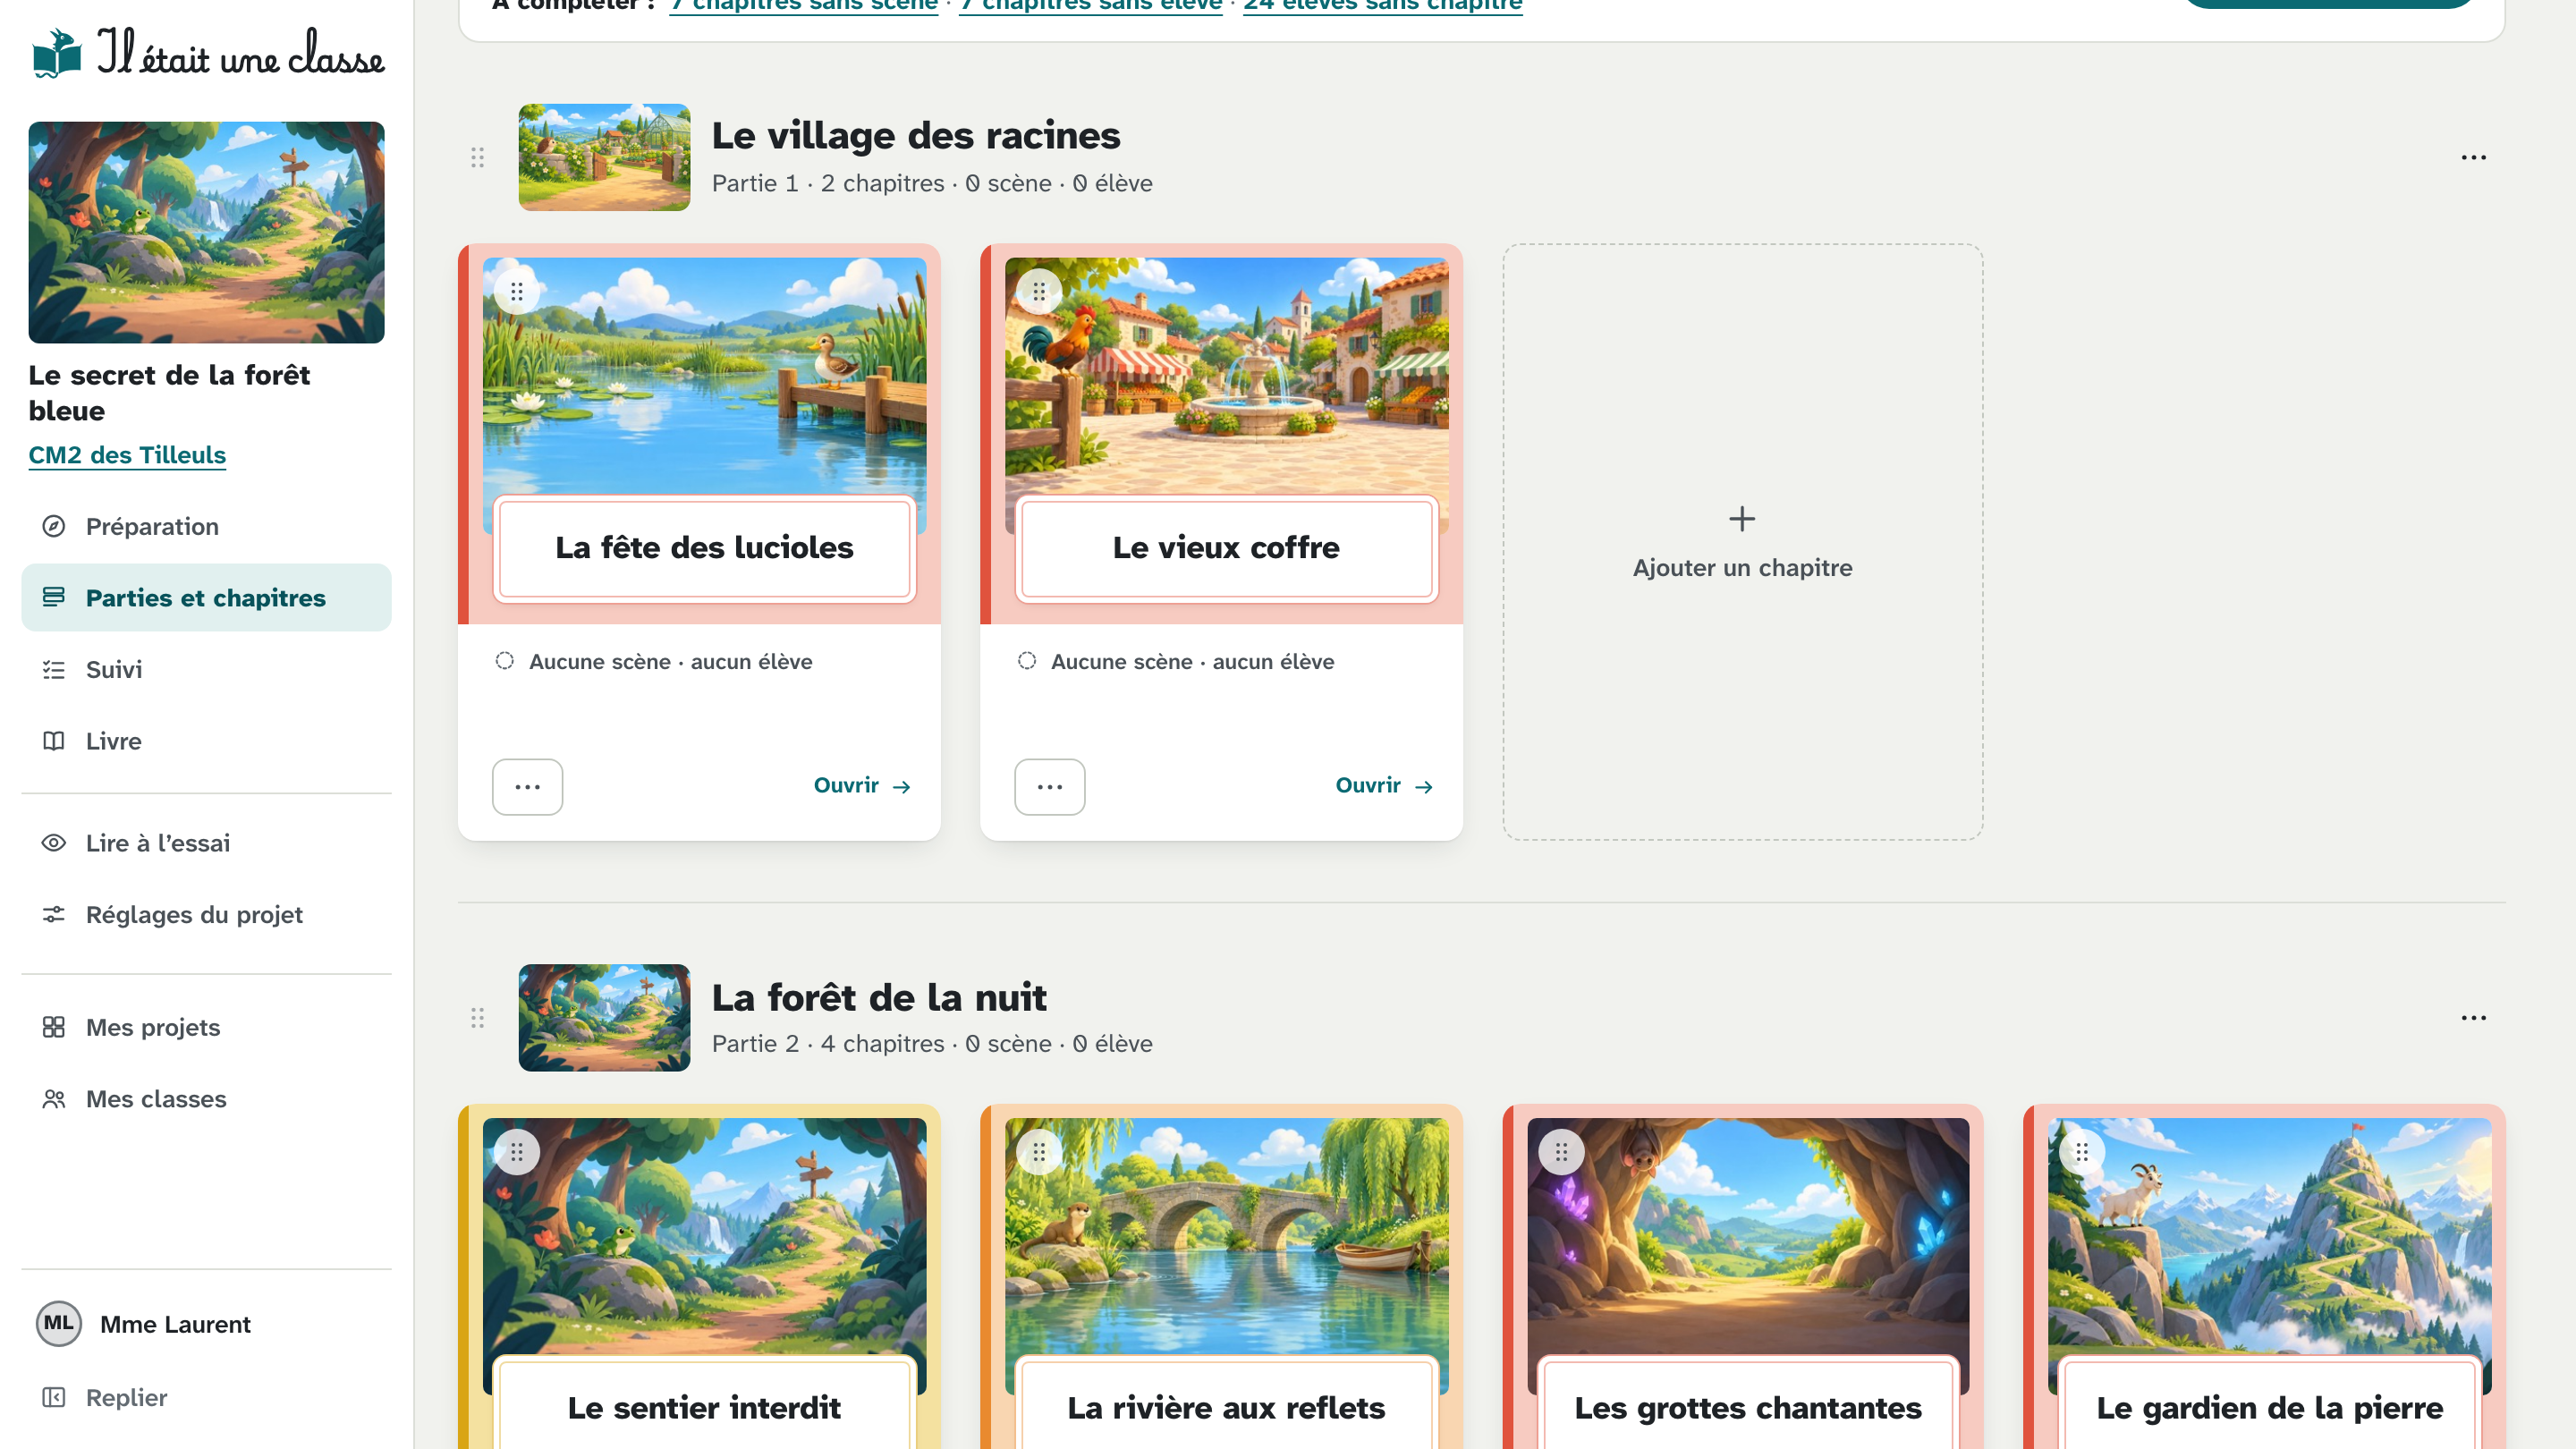 Il était une classe
Le secret de la forêt
bleue
CM2 des Tilleuls
Préparation
Parties et chapitres
Suivi
Livre
Lire à l’essai
Réglages du projet
Mes projets
Mes classes
ML Mme Laurent
Replier
À compléter : 7 chapitres sans scène · 7 chapitres sans élève · 24 élèves sans chapitre
Le village des racines
Partie 1 · 2 chapitres · 0 scène · 0 élève
La fête des lucioles
Aucune scène · aucun élève
Ouvrir →
Le vieux coffre
Aucune scène · aucun élève
Ouvrir →
Ajouter un chapitre
La forêt de la nuit
Partie 2 · 4 chapitres · 0 scène · 0 élève
Le sentier interdit
La rivière aux reflets
Les grottes chantantes
Le gardien de la pierre